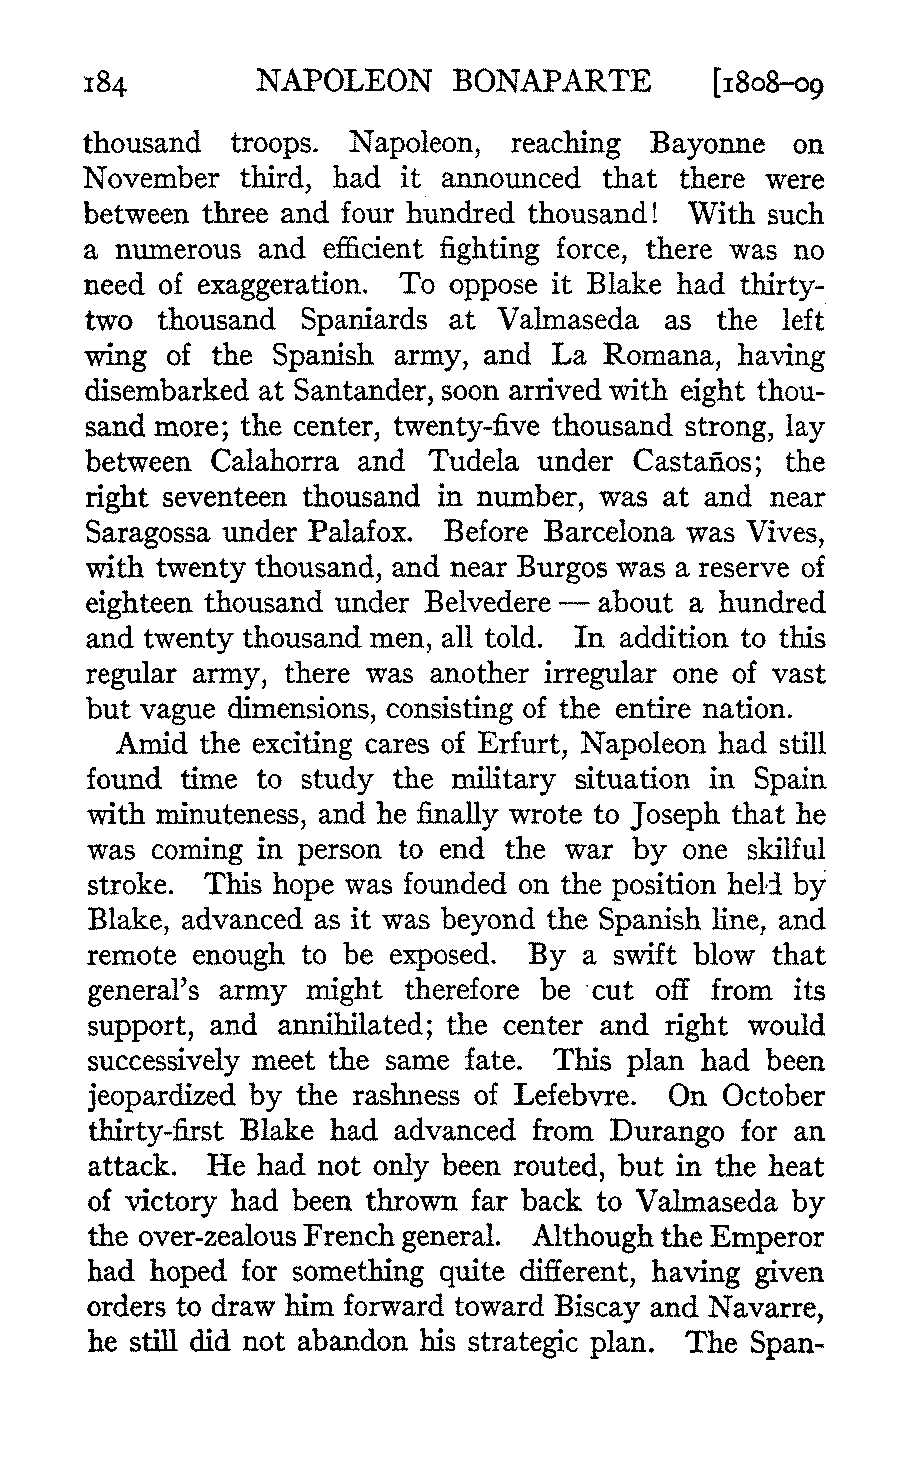 184 NAPOLEON BONAPARTE [1808–09
thousand troops. Napoleon, reaching Bayonne on
November third, had it announced that there were
between three and four hundred thousand! With such
a numerous and efficient fighting force, there was no
need of exaggeration. To oppose it Blake had thirty-
two thousand Spaniards at Valmaseda as the left
wing of the Spanish army, and La Romana, having
disembarked at Santander, soon arrived with eight thou-
sand more; the center, twenty-five thousand strong, lay
between Calahorra and Tudela under Castaños; the
right seventeen thousand in number, was at and near
Saragossa under Palafox. Before Barcelona was Vives,
with twenty thousand, and near Burgos was a reserve of
eighteen thousand under Belvedere — about a hundred
and twenty thousand men, all told. In addition to this
regular army, there was another irregular one of vast
but vague dimensions, consisting of the entire nation.
Amid the exciting cares of Erfurt, Napoleon had still
found time to study the military situation in Spain
with minuteness, and he finally wrote to Joseph that he
was coming in person to end the war by one skilful
stroke. This hope was founded on the position held by
Blake, advanced as it was beyond the Spanish line, and
remote enough to be exposed. By a swift blow that
general's army might therefore be cut off from its
support, and annihilated; the center and right would
successively meet the same fate. This plan had been
jeopardized by the rashness of Lefebvre. On October
thirty-first Blake had advanced from Durango for an
attack. He had not only been routed, but in the heat
of victory had been thrown far back to Valmaseda by
the over-zealous French general. Although the Emperor
had hoped for something quite different, having given
orders to draw him forward toward Biscay and Navarre,
he still did not abandon his strategic plan. The Span-